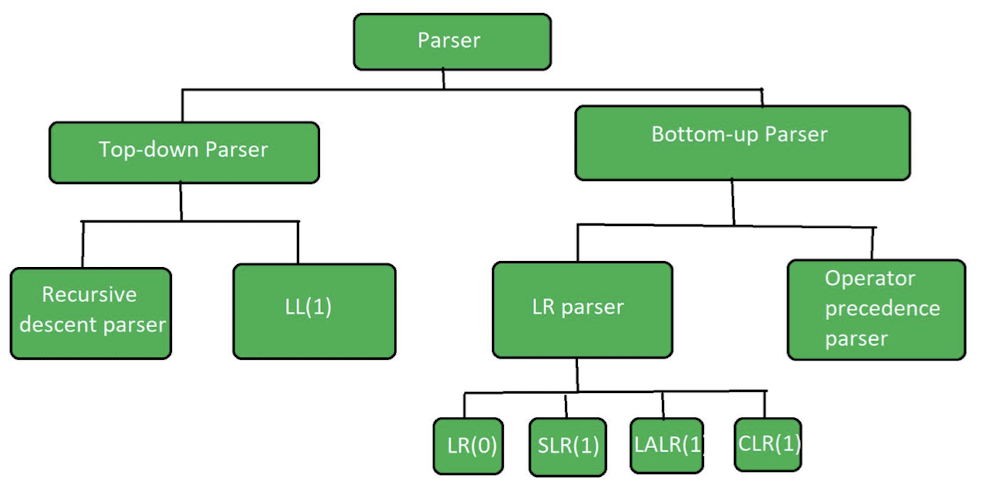 Parser
Top-down Parser
Bottom-up Parser
Recursive
descent parser
LL(1)
LR parser
Operator
precedence
parser
LR(0)
SLR(1)
LALR(1)
CLR(1)